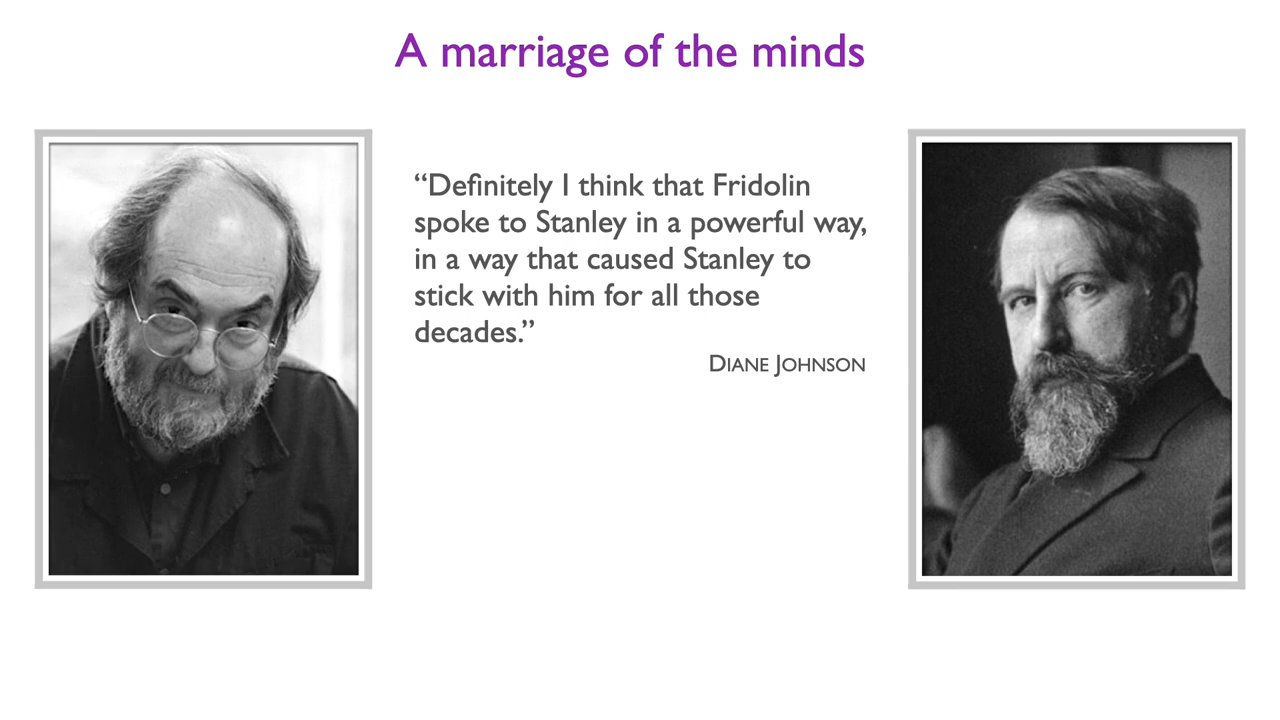 A marriage of the minds
“Definitely I think that Fridolin
spoke to Stanley in a powerful way,
in a way that caused Stanley to
stick with him for all those
decades.”
Diane Johnson